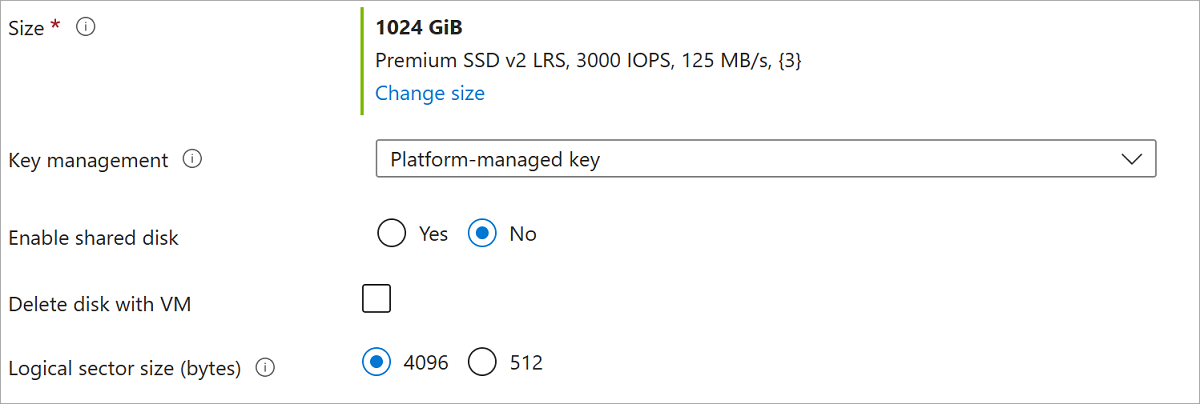 Size *
1024 GiB
Premium SSD v2 LRS, 3000 IOPS, 125 MB/s, {3}
Change size
Key management
Platform-managed key
Enable shared disk
Yes No
Delete disk with VM
Logical sector size (bytes)
4096 512